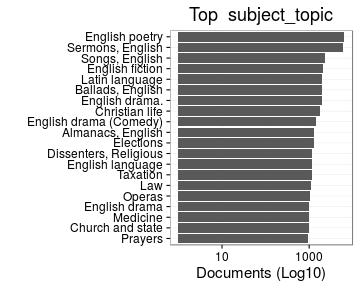 Top subject_topic
English poetry
Sermons, English
Songs, English
English fiction
Latin language
Ballads, English
English drama.
Christian life
English drama (Comedy)
Almanacs, English
Elections
Dissenters, Religious
English language
Taxation
Law
Operas
English drama
Medicine
Church and state
Prayers
10 1000
Documents (Log10)